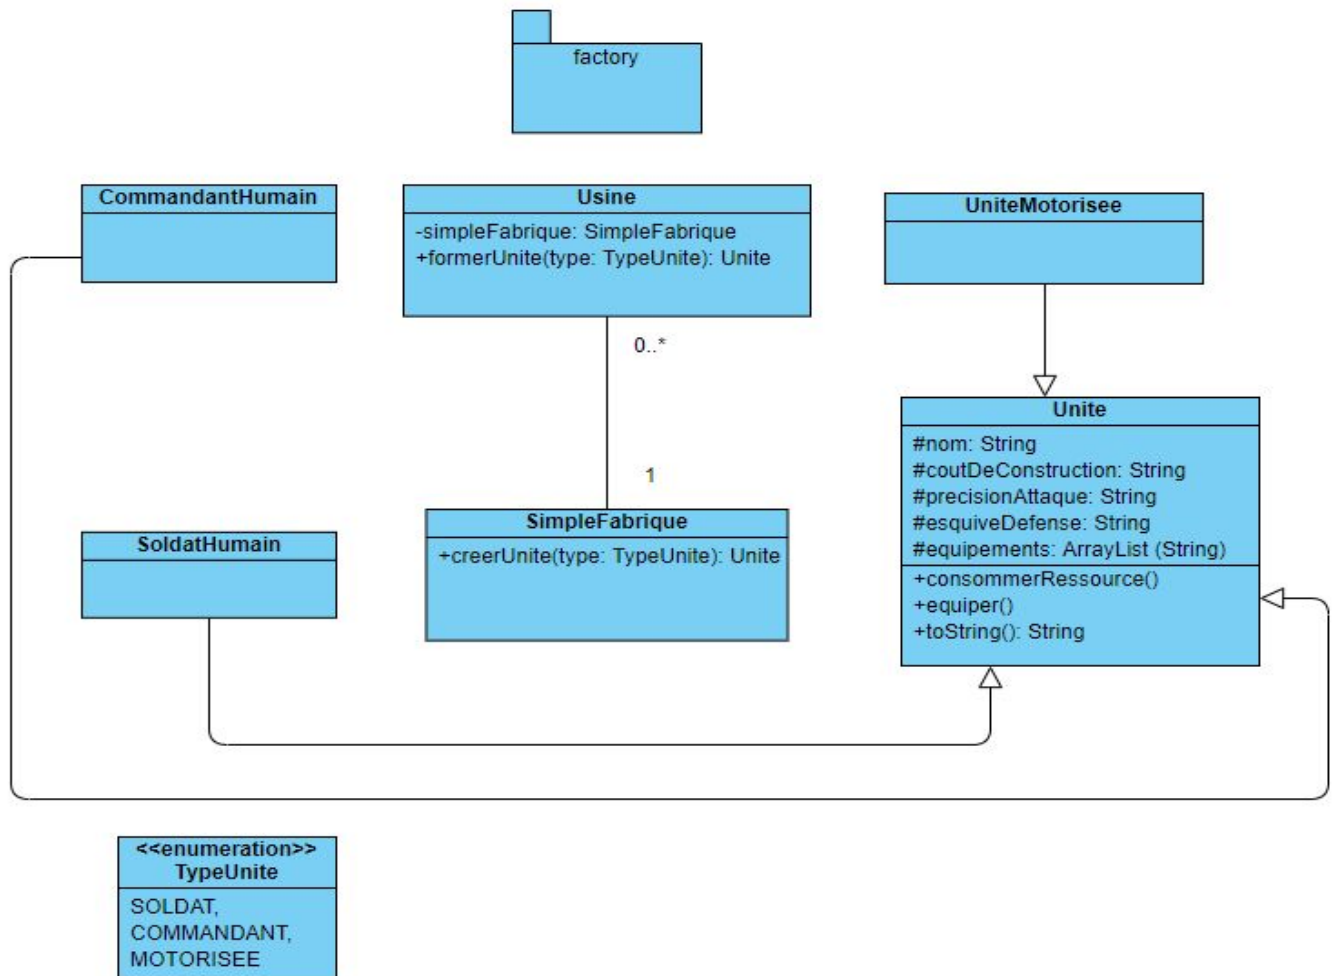 factory
CommandantHumain
Usine
-simpleFabrique: SimpleFabrique
+formerUnite(type: TypeUnite): Unite
UniteMotorisee
0..*
1
Unite
#nom: String
#coutDeConstruction: String
#precisionAttaque: String
#esquiveDefense: String
#equipements: ArrayList (String)
+consommerRessource()
+equiper()
+toString(): String
SoldatHumain
SimpleFabrique
+creerUnite(type: TypeUnite): Unite
<<enumeration>>
TypeUnite
SOLDAT,
COMMANDANT,
MOTORISEE